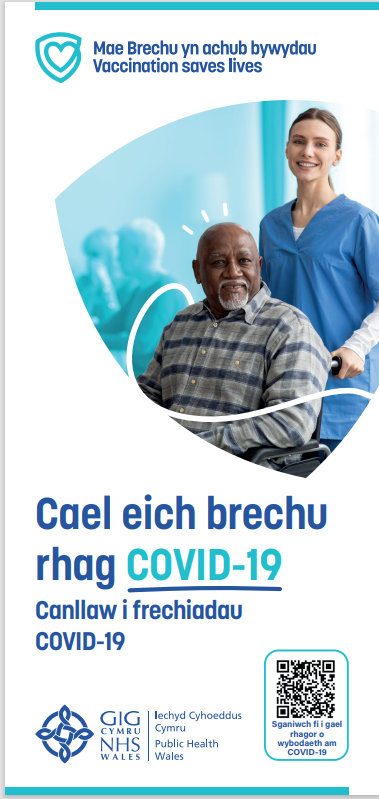 Mae Brechu yn achub bywydau
Vaccination saves lives
Cael eich brechu
rhag COVID-19
Canllaw i frechiadau
COVID-19
Sganiwch fi i gael
rhagor o
wybodaeth am
COVID-19
GIG
CYMRU
NHS
WALES
Iechyd Cyhoeddus
Cymru
Public Health
Wales